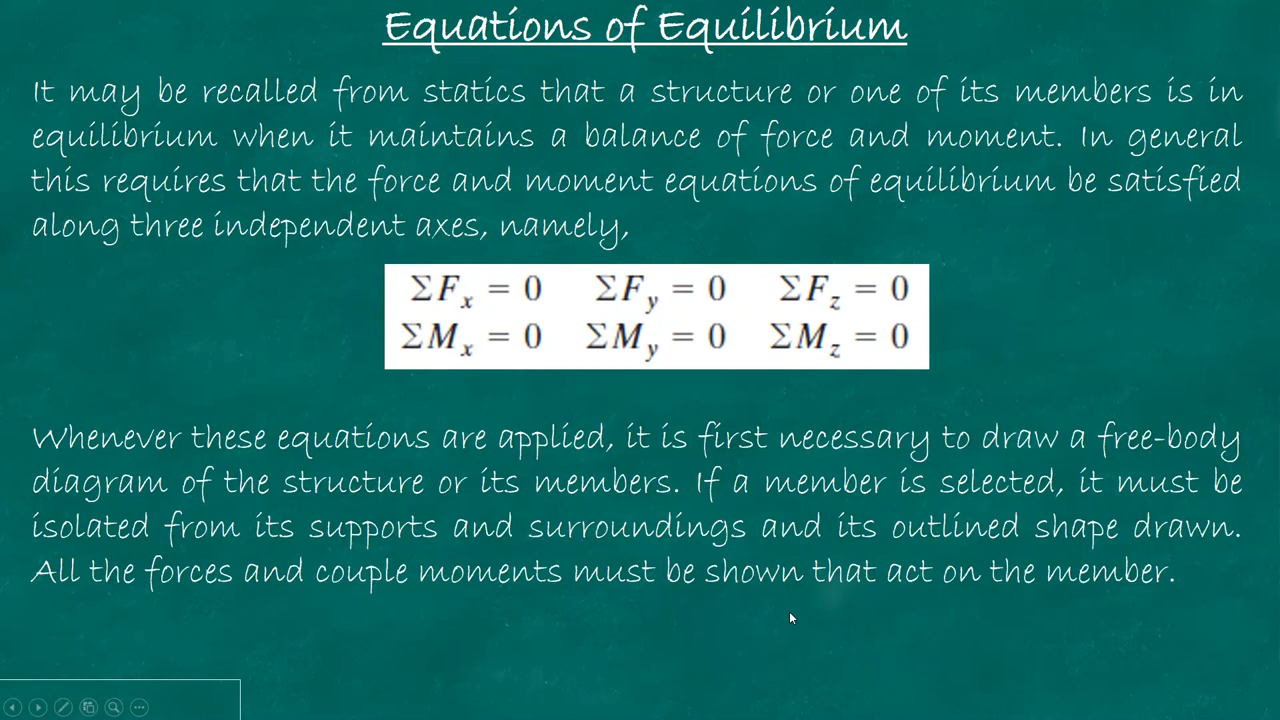 Equations of Equilibrium
It may be recalled from statics that a structure or one of its members is in
equilibrium when it maintains a balance of force and moment. In general
this requires that the force and moment equations of equilibrium be satisfied
along three independent axes, namely,
ΣFₓ = 0 ΣF_y = 0 ΣF_z = 0
ΣMₓ = 0 ΣM_y = 0 ΣM_z = 0
Whenever these equations are applied, it is first necessary to draw a free-body
diagram of the structure or its members. If a member is selected, it must be
isolated from its supports and surroundings and its outlined shape drawn.
All the forces and couple moments must be shown that act on the member.